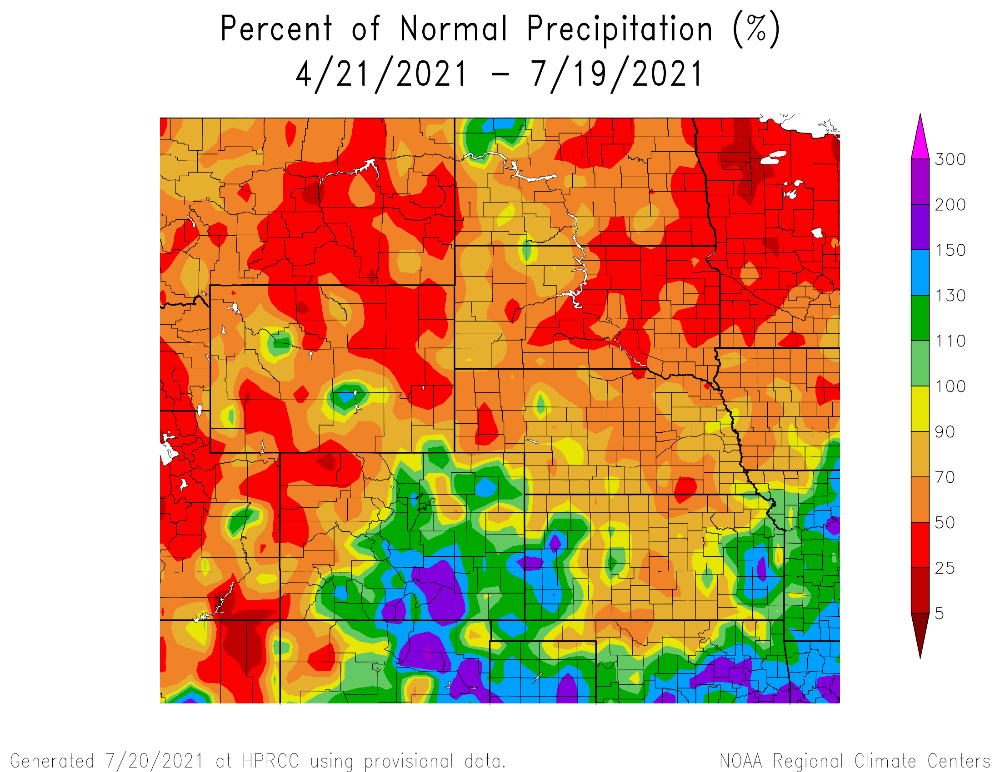 Percent of Normal Precipitation (%)
4/21/2021 – 7/19/2021
300
200
150
130
110
100
90
70
50
25
5
Generated 7/20/2021 at HPRCC using provisional data.
NOAA Regional Climate Centers